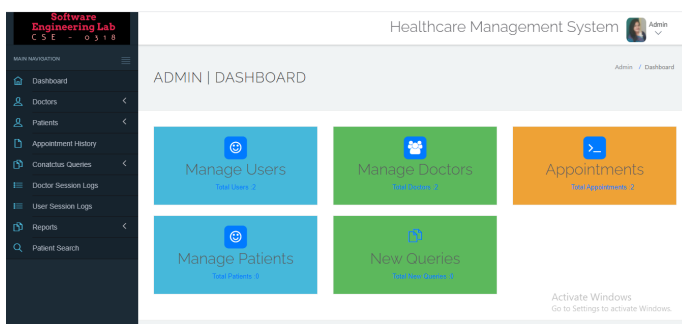 Software
Engineering Lab
CSE - 0318
Healthcare Management System
Admin
MAIN NAVIGATION
Dashboard
Doctors
Patients
Appointment History
Conatctus Queries
Doctor Session Logs
User Session Logs
Reports
Patient Search
ADMIN | DASHBOARD
Admin / Dashboard
Manage Users
Total Users :2
Manage Doctors
Total Doctors :2
Appointments
Total Appointments :2
Manage Patients
Total Patients :0
New Queries
Total New Queries :0
Activate Windows
Go to Settings to activate Windows.